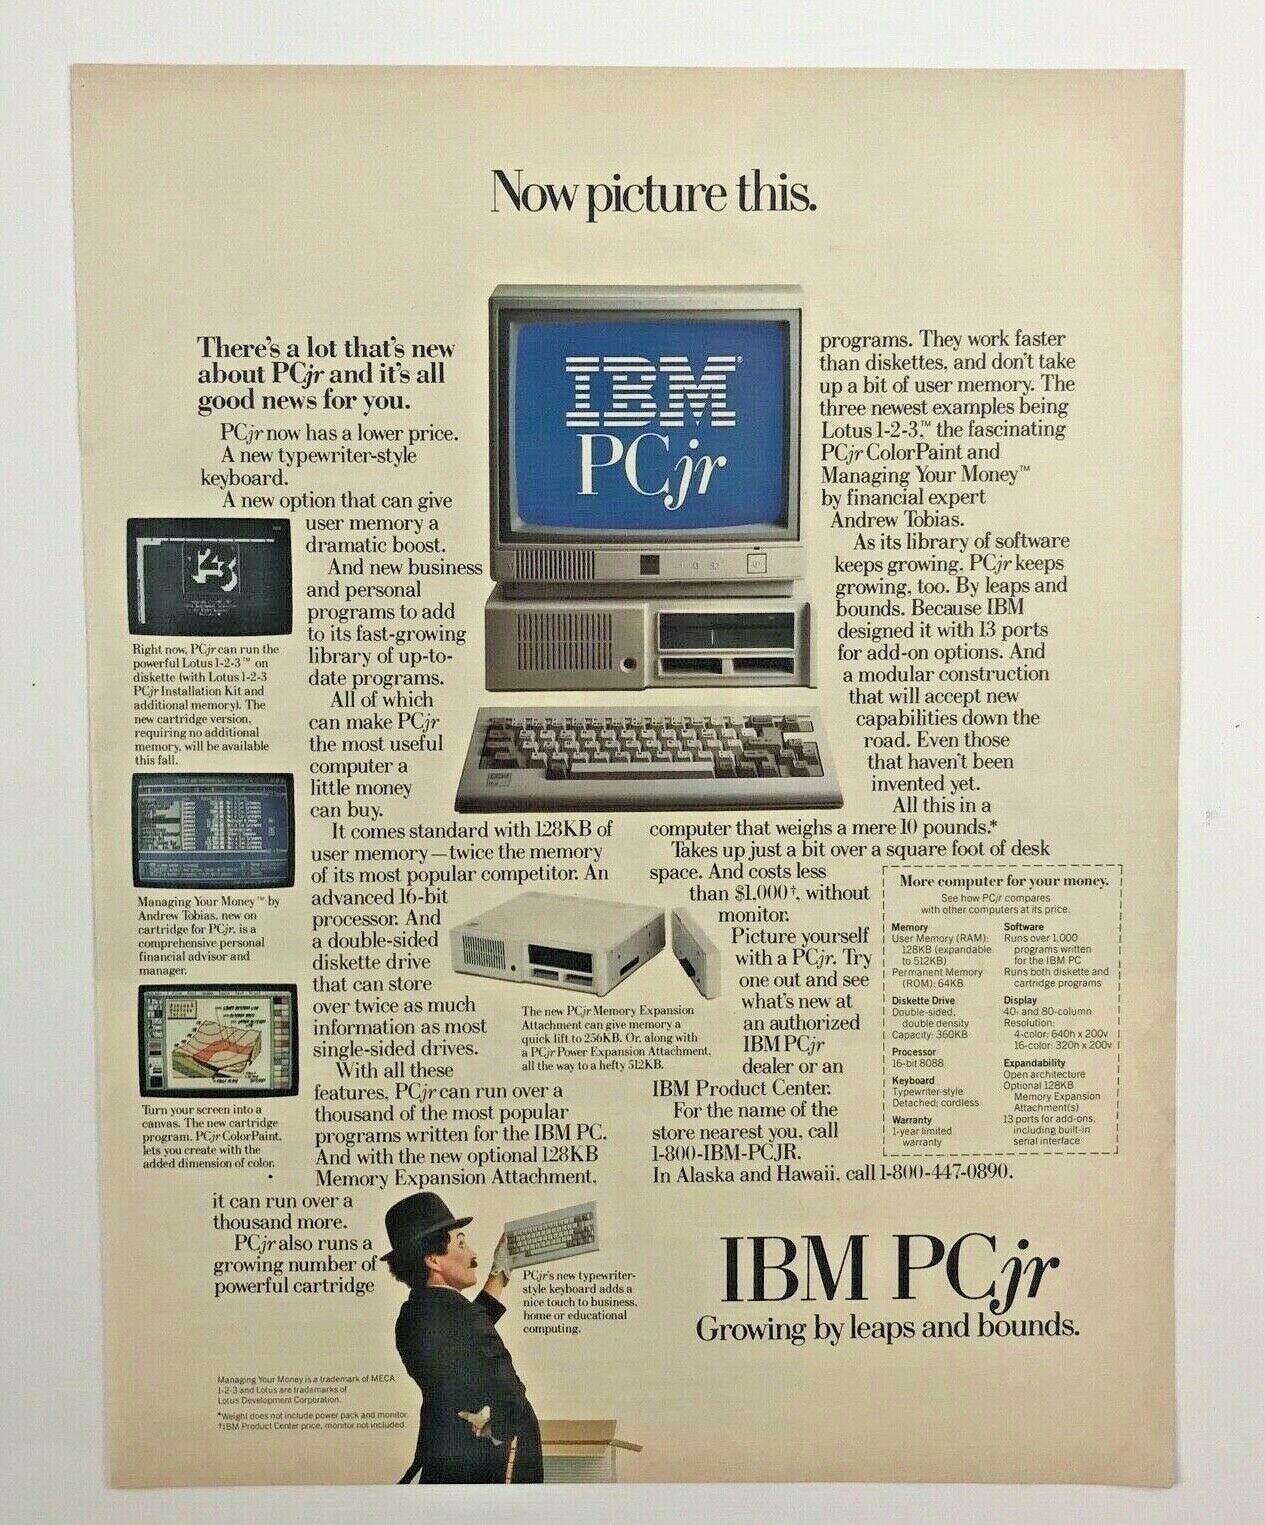 Now picture this.
There's a lot that's new
about PCjr and it's all
good news for you.
PCjr now has a lower price.
A new typewriter-style
keyboard.
A new option that can give
user memory a
dramatic boost.
And new business
and personal
programs to add
to its fast-growing
library of up-to-
date programs.
All of which
can make PCjr
the most useful
computer a
little money
can buy.
It comes standard with 128KB of
user memory—twice the memory
of its most popular competitor. An
advanced 16-bit
processor. And
a double-sided
diskette drive
that can store
over twice as much
information as most
single-sided drives.
With all these
features, PCjr can run over a
thousand of the most popular
programs written for the IBM PC.
And with the new optional 128KB
Memory Expansion Attachment,
it can run over a
thousand more.
PCjr also runs a
growing number of
powerful cartridge
Right now, PCjr can run the
powerful Lotus 1-2-3™ on
diskette (with Lotus 1-2-3
PCjr Installation Kit and
additional memory). The
new cartridge version,
requiring no additional
memory, will be available
this fall.
Managing Your Money™ by
Andrew Tobias, new on
cartridge for PCjr, is a
comprehensive personal
financial advisor and
manager.
Turn your screen into a
canvas. The new cartridge
program, PCjr ColorPaint,
lets you create with the
added dimension of color.
IBM®
PCjr
programs. They work faster
than diskettes, and don't take
up a bit of user memory. The
three newest examples being
Lotus 1-2-3,™ the fascinating
PCjr ColorPaint and
Managing Your Money™
by financial expert
Andrew Tobias.
As its library of software
keeps growing, PCjr keeps
growing, too. By leaps and
bounds. Because IBM
designed it with 13 ports
for add-on options. And
a modular construction
that will accept new
capabilities down the
road. Even those
that haven't been
invented yet.
All this in a
computer that weighs a mere 10 pounds.*
Takes up just a bit over a square foot of desk
space. And costs less
than $1,000†, without
monitor.
Picture yourself
with a PCjr. Try
one out and see
what's new at
an authorized
IBM PCjr
dealer or an
IBM Product Center.
For the name of the
store nearest you, call
1-800-IBM-PCJR.
In Alaska and Hawaii, call 1-800-447-0890.
The new PCjr Memory Expansion
Attachment can give memory a
quick lift to 256KB. Or, along with
a PCjr Power Expansion Attachment,
all the way to a hefty 512KB.
More computer for your money.
See how PCjr compares
with other computers at its price.
Memory
User Memory (RAM):
128KB (expandable
to 512KB)
Permanent Memory
(ROM): 64KB
Diskette Drive
Double-sided,
double density
Capacity: 360KB
Processor
16-bit 8088
Keyboard
Typewriter-style
Detached; cordless
Warranty
1-year limited
warranty
Software
Runs over 1,000
programs written
for the IBM PC
Runs both diskette and
cartridge programs
Display
40- and 80-column
Resolution:
4-color: 640h x 200v
16-color: 320h x 200v
Expandability
Open architecture
Optional 128KB
Memory Expansion
Attachment(s)
13 ports for add-ons,
including built-in
serial interface
PCjr's new typewriter-
style keyboard adds a
nice touch to business,
home or educational
computing.
IBM PCjr
Growing by leaps and bounds.
Managing Your Money is a trademark of MECA
1-2-3 and Lotus are trademarks of
Lotus Development Corporation.
*Weight does not include power pack and monitor.
†IBM Product Center price, monitor not included.